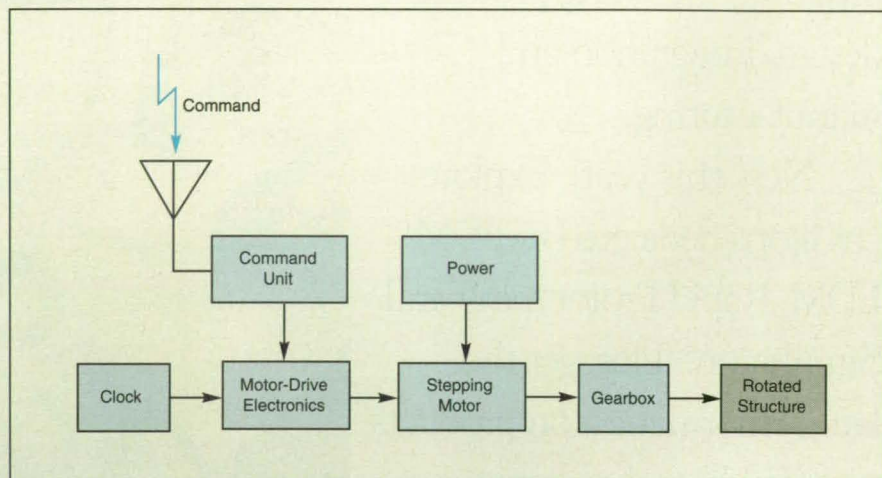 Command
Command
Unit
Power
Clock
Motor-Drive
Electronics
Stepping
Motor
Gearbox
Rotated
Structure